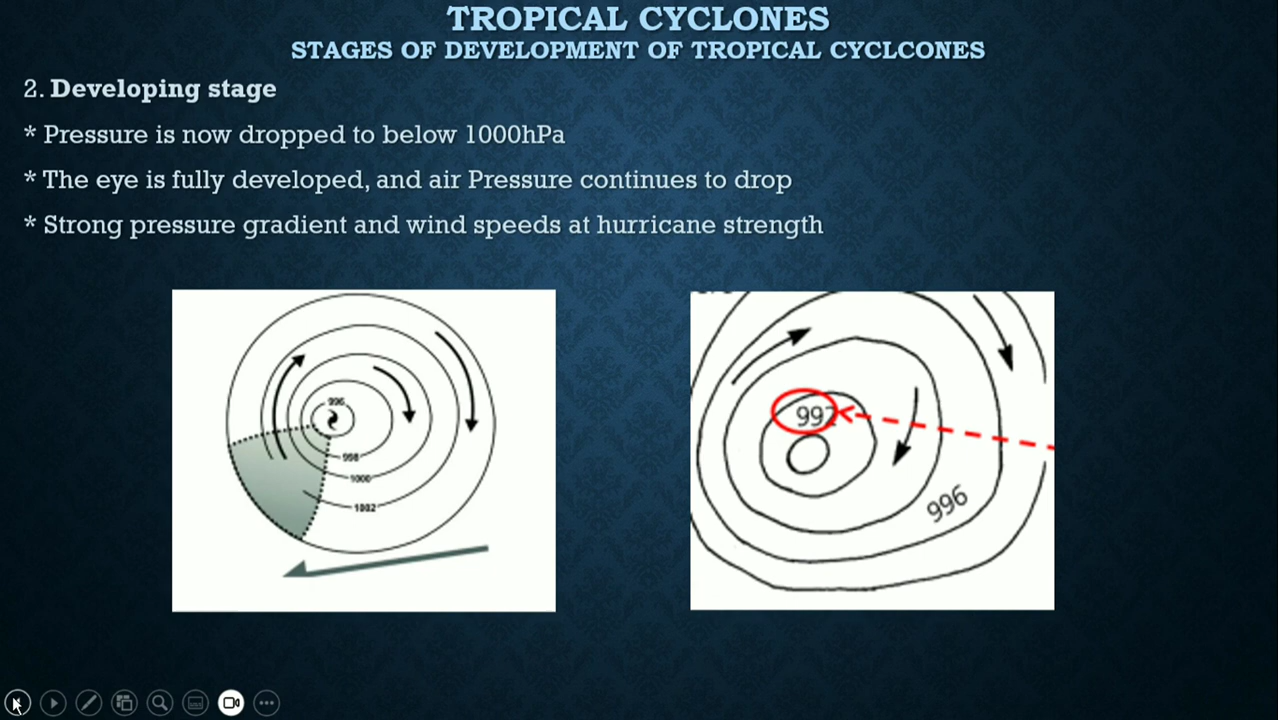 TROPICAL CYCLONES
STAGES OF DEVELOPMENT OF TROPICAL CYCLCONES
2. Developing stage
* Pressure is now dropped to below 1000hPa
* The eye is fully developed, and air Pressure continues to drop
* Strong pressure gradient and wind speeds at hurricane strength
996
998
1000
1002
996